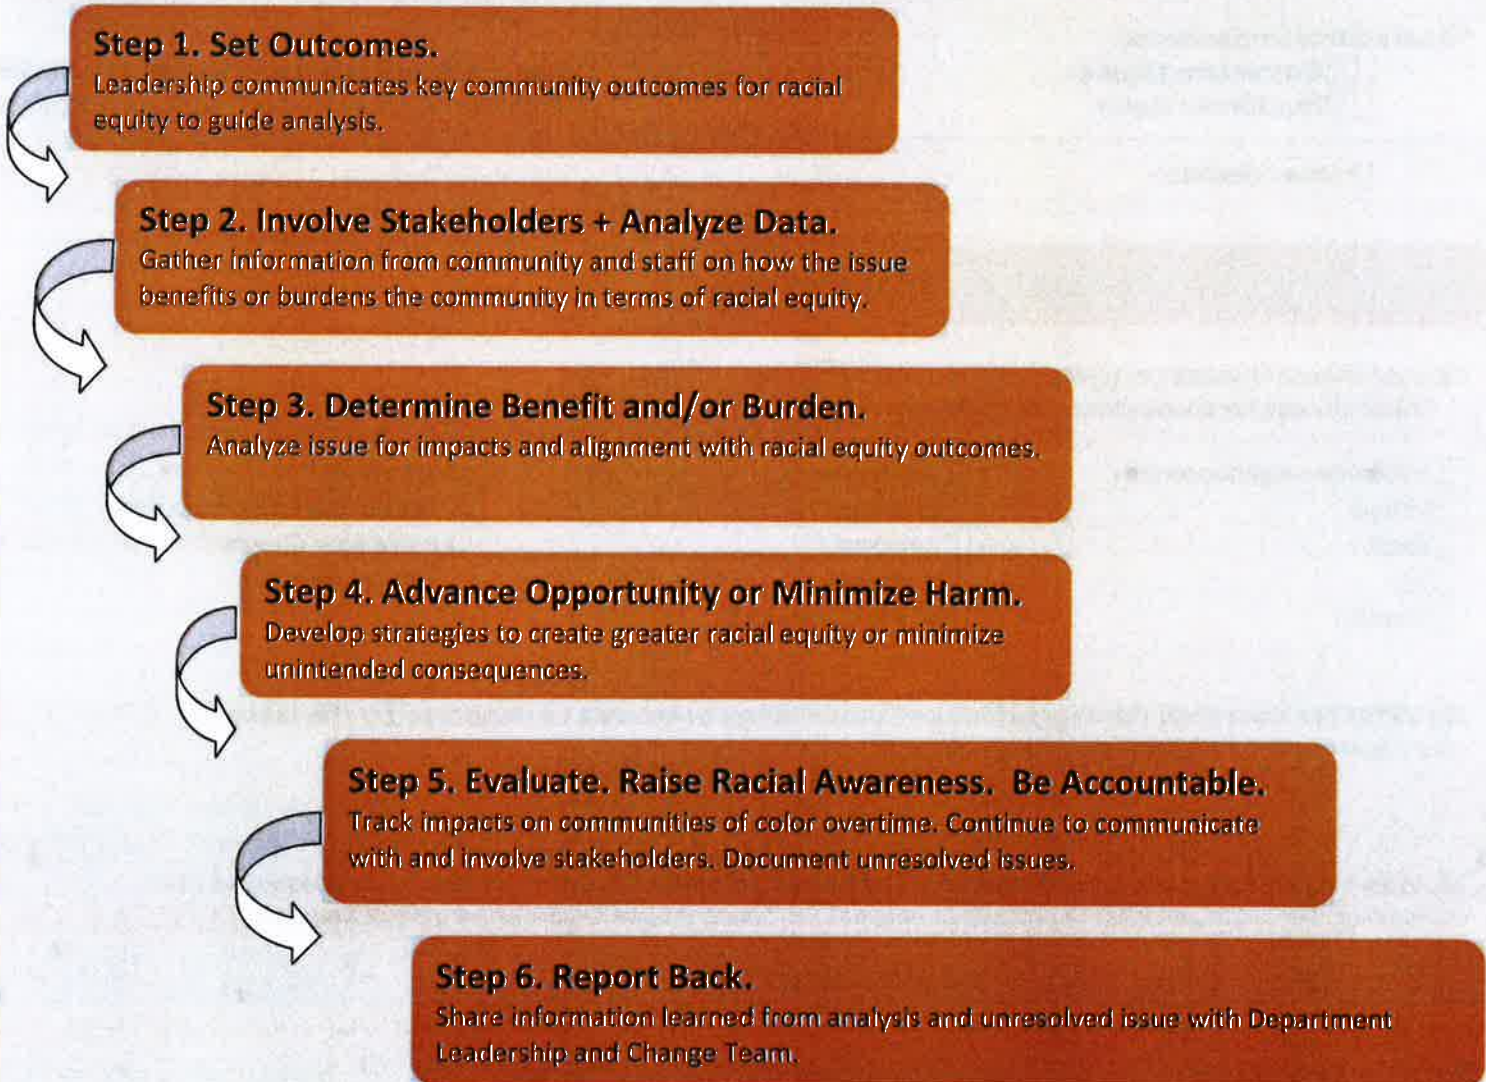 Step 1. Set Outcomes.
Leadership communicates key community outcomes for racial
equity to guide analysis.
Step 2. Involve Stakeholders + Analyze Data.
Gather information from community and staff on how the issue
benefits or burdens the community in terms of racial equity.
Step 3. Determine Benefit and/or Burden.
Analyze issue for impacts and alignment with racial equity outcomes.
Step 4. Advance Opportunity or Minimize Harm.
Develop strategies to create greater racial equity or minimize
unintended consequences.
Step 5. Evaluate. Raise Racial Awareness. Be Accountable.
Track impacts on communities of color overtime. Continue to communicate
with and involve stakeholders. Document unresolved issues.
Step 6. Report Back.
Share information learned from analysis and unresolved issue with Department
Leadership and Change Team.